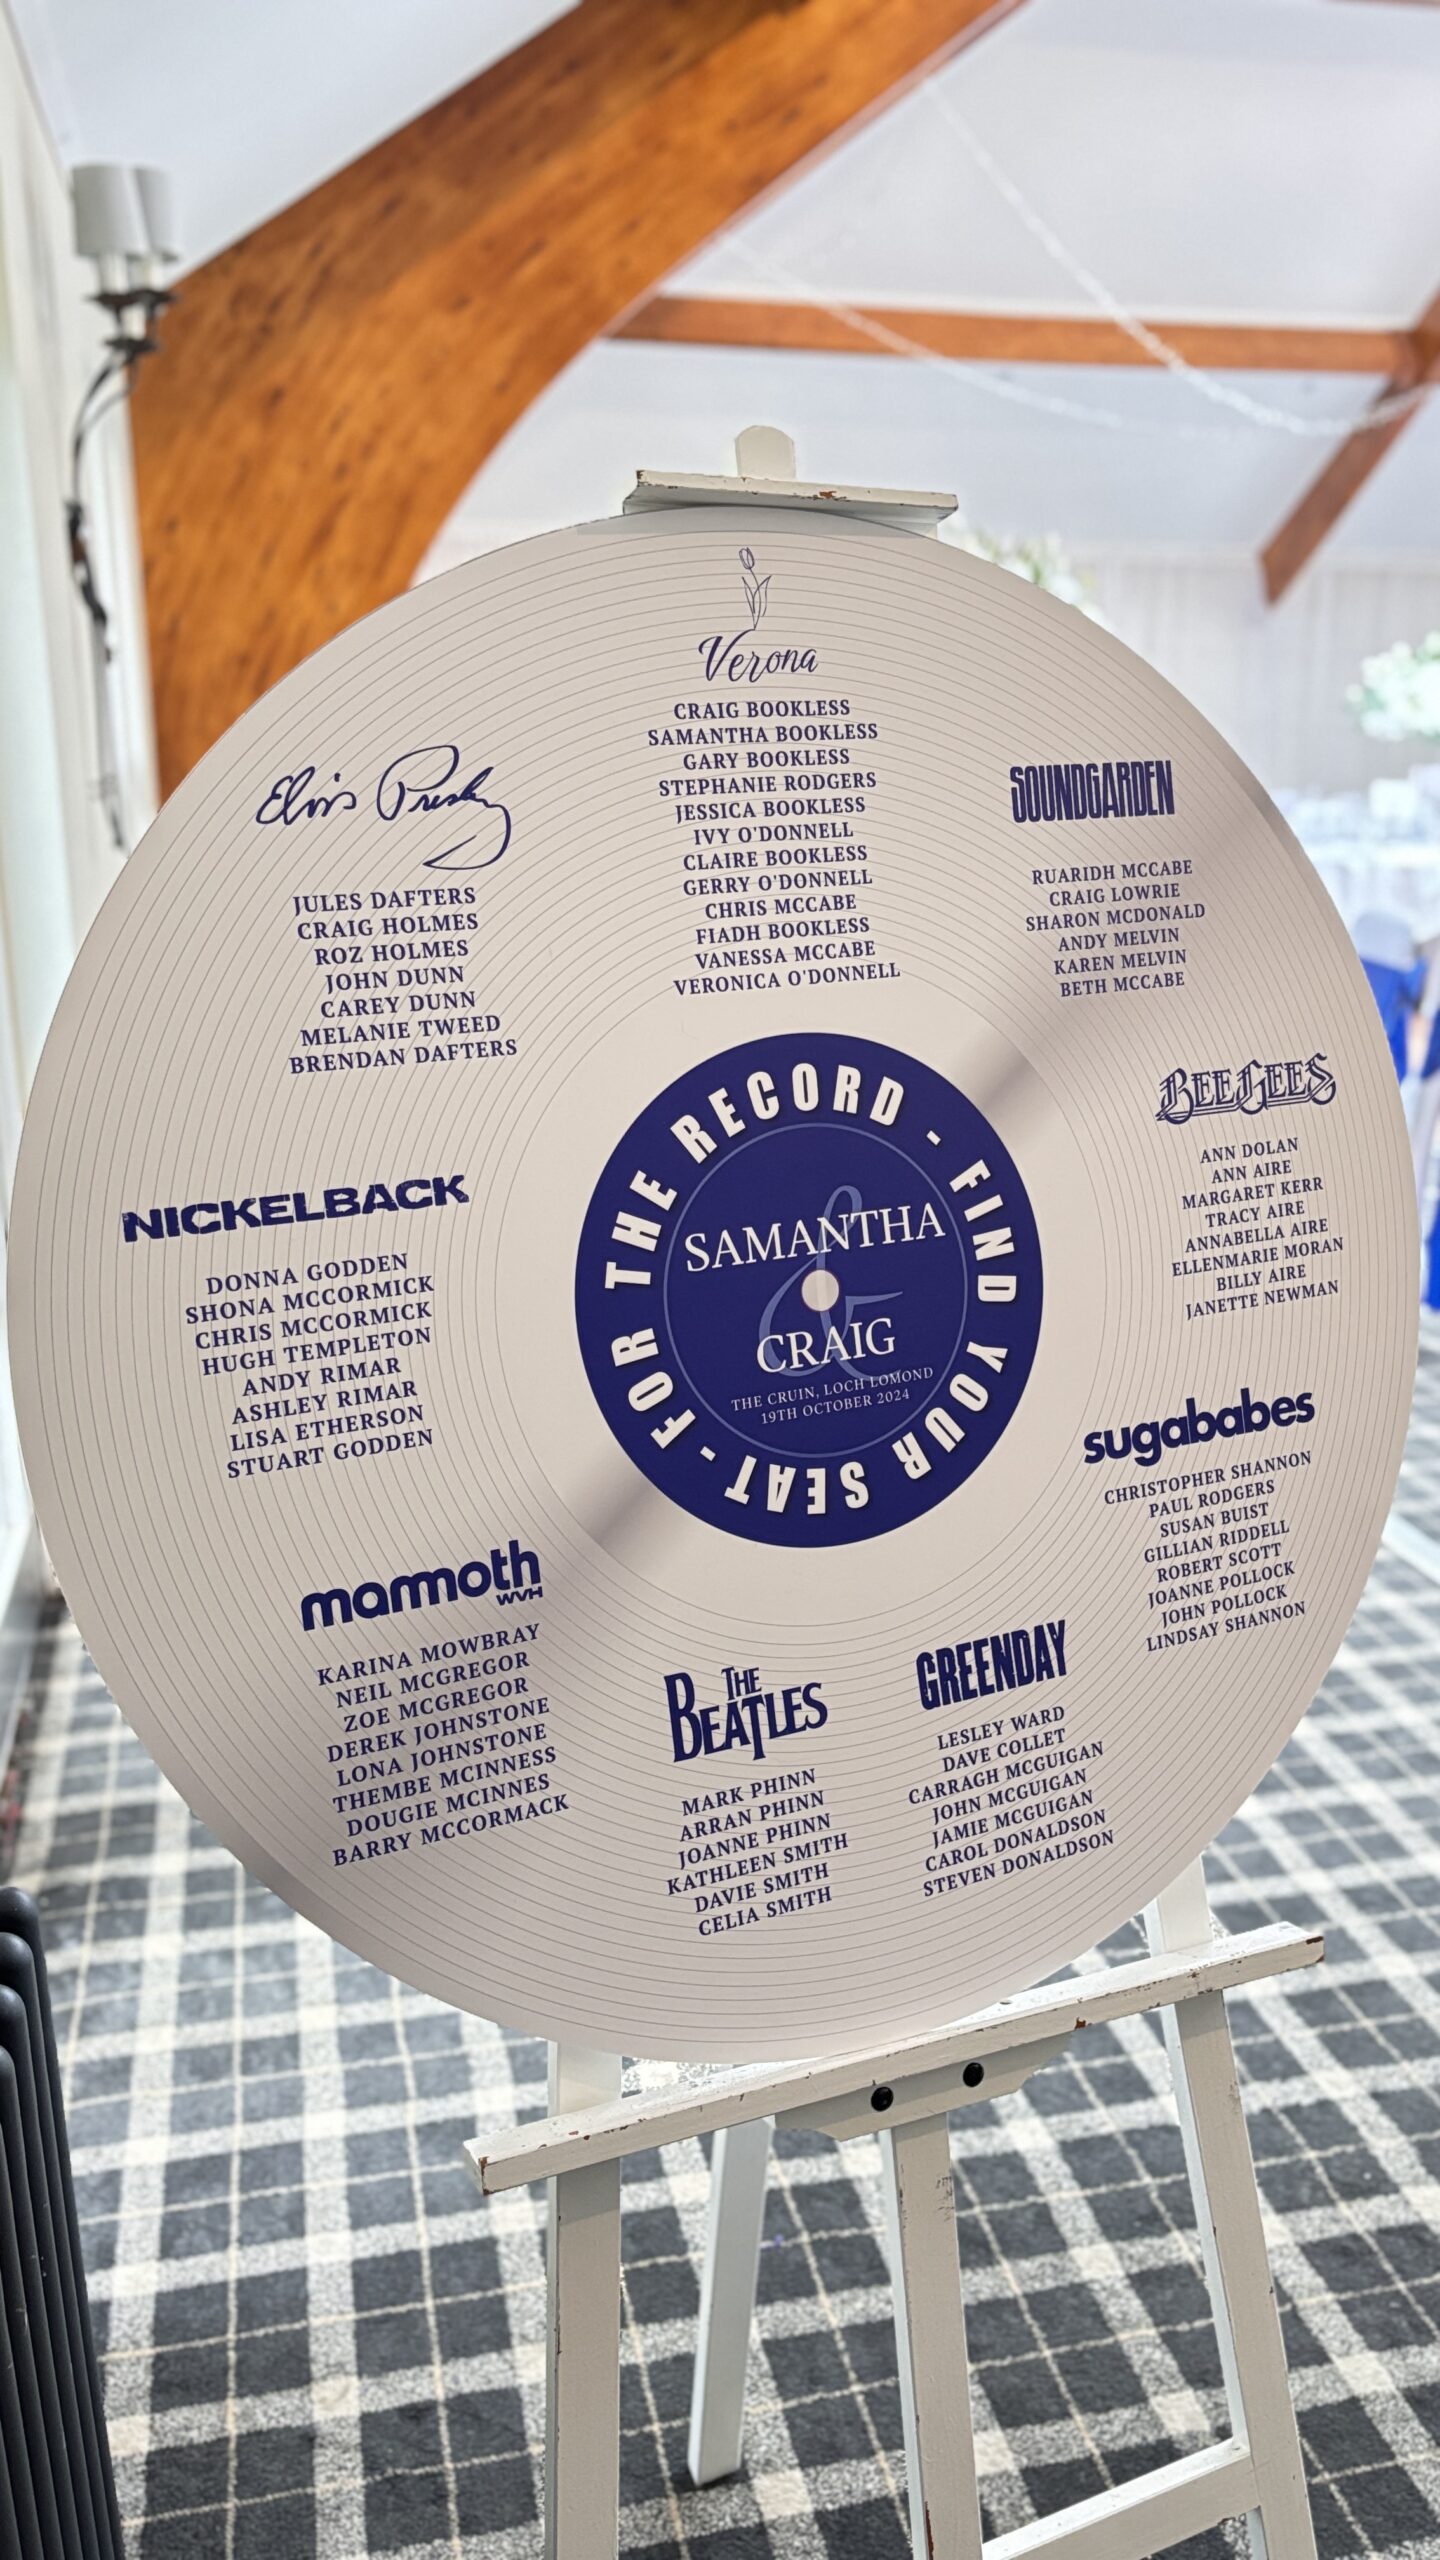 Verona
CRAIG BOOKLESS
SAMANTHA BOOKLESS
GARY BOOKLESS
STEPHANIE RODGERS
JESSICA BOOKLESS
IVY O'DONNELL
CLAIRE BOOKLESS
GERRY O'DONNELL
CHRIS MCCABE
FIADH BOOKLESS
VANESSA MCCABE
VERONICA O'DONNELL
Elvis Presley
JULES DAFTERS
CRAIG HOLMES
ROZ HOLMES
JOHN DUNN
CAREY DUNN
MELANIE TWEED
BRENDAN DAFTERS
SOUNDGARDEN
RUARIDH MCCABE
CRAIG LOWRIE
SHARON MCDONALD
ANDY MELVIN
KAREN MELVIN
BETH MCCABE
BEE GEES
ANN DOLAN
ANN AIRE
MARGARET KERR
TRACY AIRE
ANNABELLA AIRE
ELLENMARIE MORAN
BILLY AIRE
JANETTE NEWMAN
NICKELBACK
DONNA GODDEN
SHONA MCCORMICK
CHRIS MCCORMICK
HUGH TEMPLETON
ANDY RIMAR
ASHLEY RIMAR
LISA ETHERSON
STUART GODDEN
FOR THE RECORD - FIND YOUR SEAT -
SAMANTHA
&
CRAIG
THE CRUIN, LOCH LOMOND
19TH OCTOBER 2024
sugababes
CHRISTOPHER SHANNON
PAUL RODGERS
SUSAN BUIST
GILLIAN RIDDELL
ROBERT SCOTT
JOANNE POLLOCK
JOHN POLLOCK
LINDSAY SHANNON
mammoth
WVH
KARINA MOWBRAY
NEIL MCGREGOR
ZOE MCGREGOR
DEREK JOHNSTONE
LONA JOHNSTONE
THEMBE MCINNESS
DOUGIE MCINNES
BARRY MCCORMACK
THE
BEATLES
MARK PHINN
ARRAN PHINN
JOANNE PHINN
KATHLEEN SMITH
DAVIE SMITH
CELIA SMITH
GREENDAY
LESLEY WARD
DAVE COLLET
CARRAGH MCGUIGAN
JOHN MCGUIGAN
JAMIE MCGUIGAN
CAROL DONALDSON
STEVEN DONALDSON